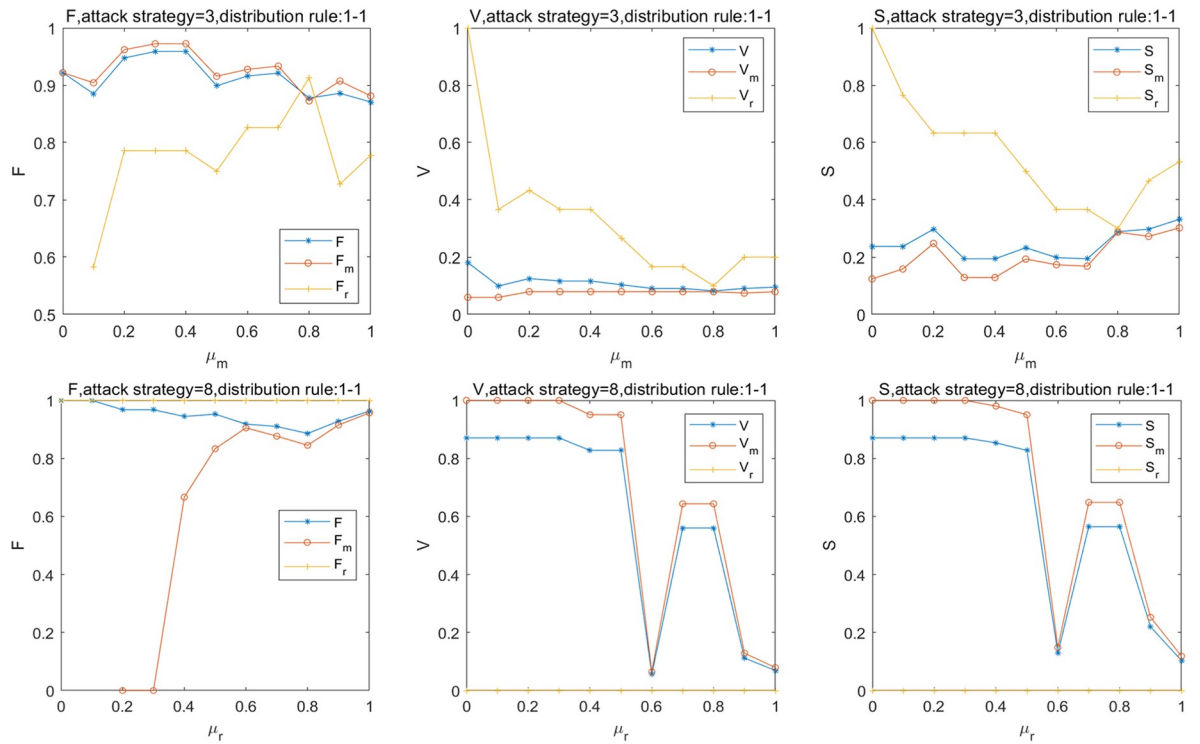 F,attack strategy=3,distribution rule:1-1
1
0.9
0.8
0.7
0.6
0.5
F
F
F_m
F_r
0 0.2 0.4 0.6 0.8 1
μ_m
V,attack strategy=3,distribution rule:1-1
1
0.8
0.6
0.4
0.2
0
V
V
V_m
V_r
0 0.2 0.4 0.6 0.8 1
μ_m
S,attack strategy=3,distribution rule:1-1
1
0.8
0.6
0.4
0.2
0
S
S
S_m
S_r
0 0.2 0.4 0.6 0.8 1
μ_m
F,attack strategy=8,distribution rule:1-1
1
0.8
0.6
0.4
0.2
0
F
F
F_m
F_r
0 0.2 0.4 0.6 0.8 1
μ_r
V,attack strategy=8,distribution rule:1-1
1
0.8
0.6
0.4
0.2
0
V
V
V_m
V_r
0 0.2 0.4 0.6 0.8 1
μ_r
S,attack strategy=8,distribution rule:1-1
1
0.8
0.6
0.4
0.2
0
S
S
S_m
S_r
0 0.2 0.4 0.6 0.8 1
μ_r